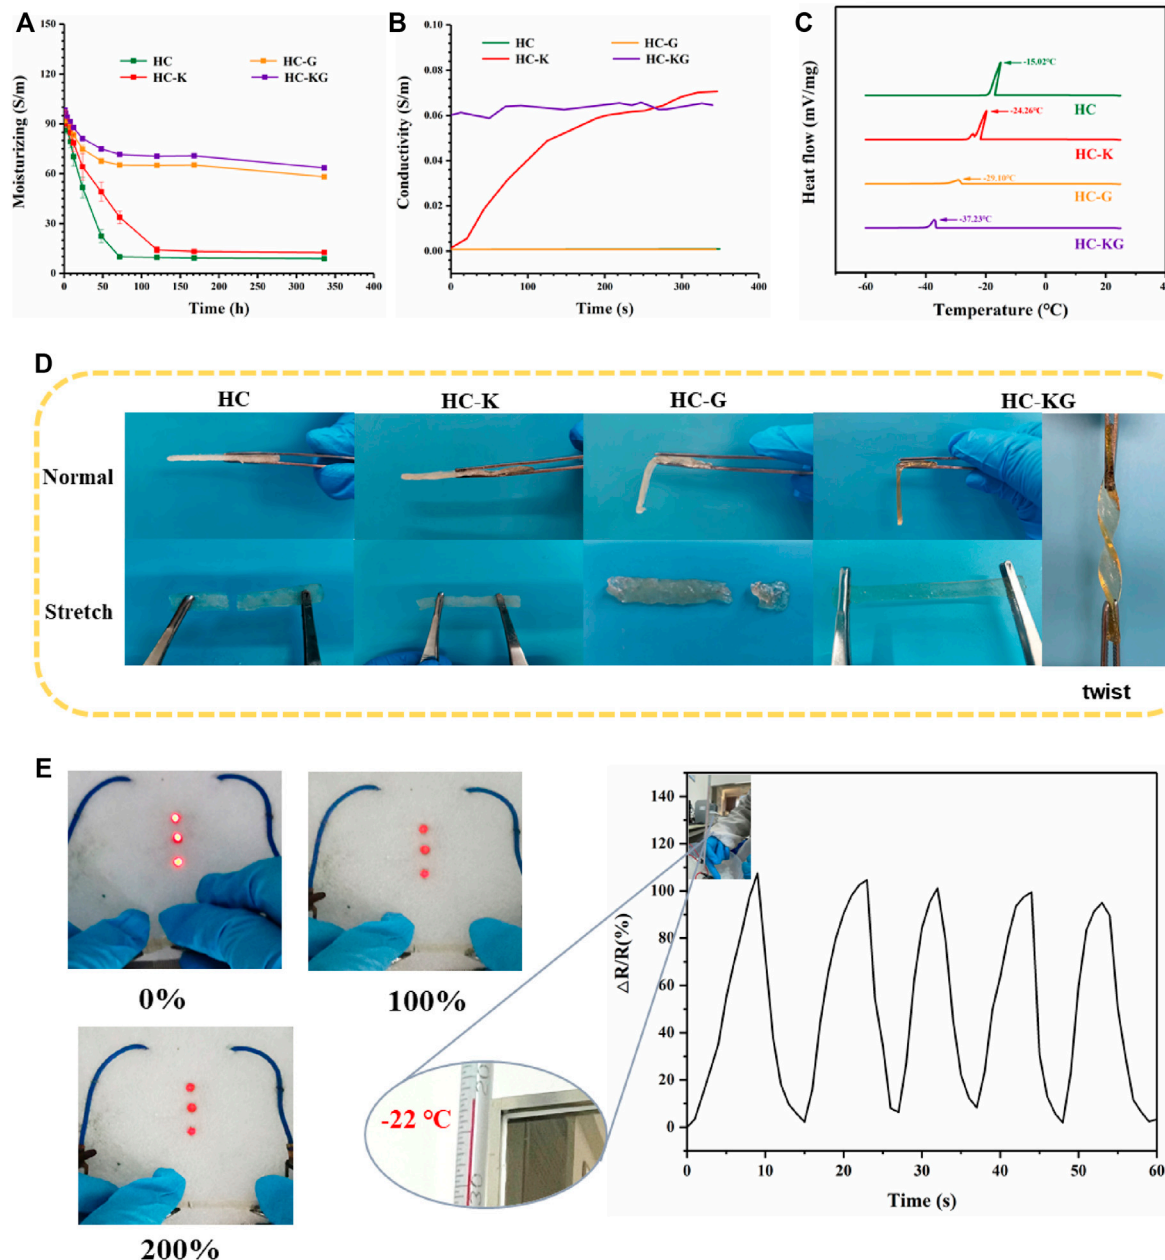 A
Moisturizing (S/m)
150
120
90
60
30
0
HC
HC-G
HC-K
HC-KG
0 50 100 150 200 250 300 350 400
Time (h)
B
Conductivity (S/m)
0.10
0.08
0.06
0.04
0.02
0.00
HC
HC-G
HC-K
HC-KG
0 100 200 300 400
Time (s)
C
Heat flow (mV/mg)
-15.02°C
HC
-24.26°C
HC-K
-29.10°C
HC-G
-37.23°C
HC-KG
-60 -40 -20 0 20
Temperature (°C)
D
HC HC-K HC-G HC-KG
Normal
Stretch
twist
E
0%
100%
200%
-22 °C
20
30
△R/R(%)
140
120
100
80
60
40
20
0
0 10 20 30 40 50 60
Time (s)